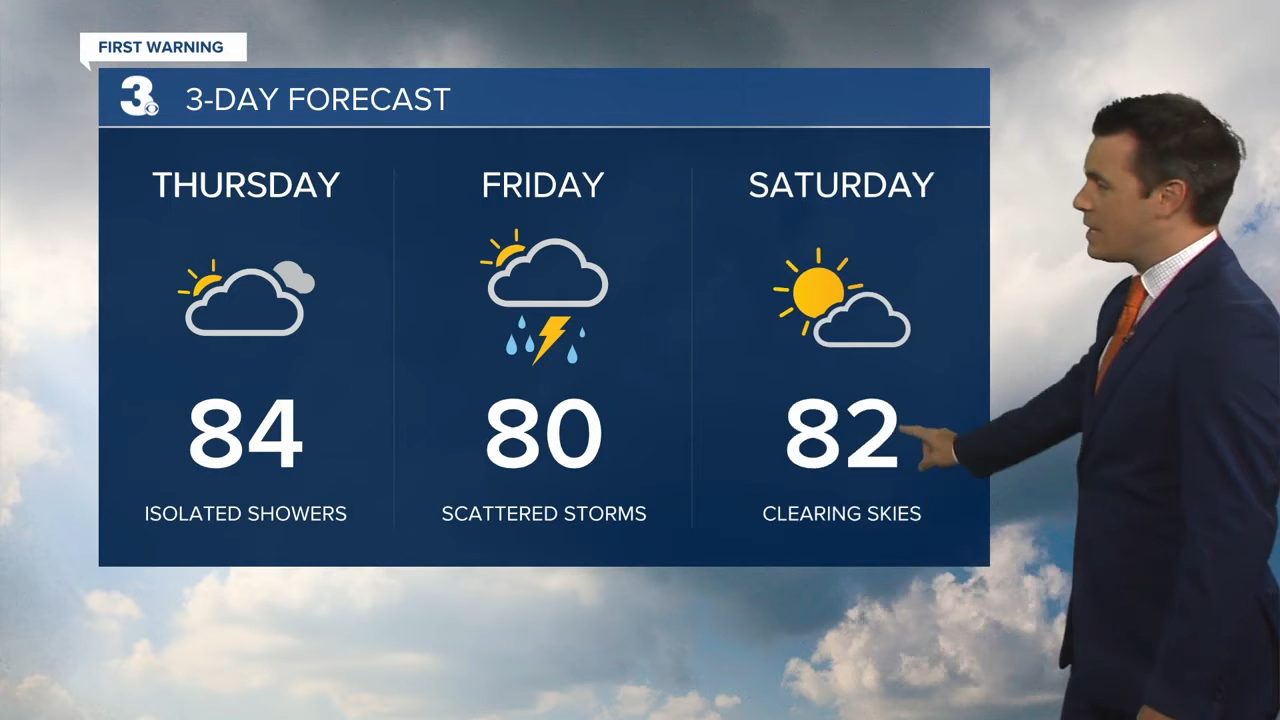 FIRST WARNING
3 3-DAY FORECAST
THURSDAY
84
ISOLATED SHOWERS
FRIDAY
80
SCATTERED STORMS
SATURDAY
82
CLEARING SKIES